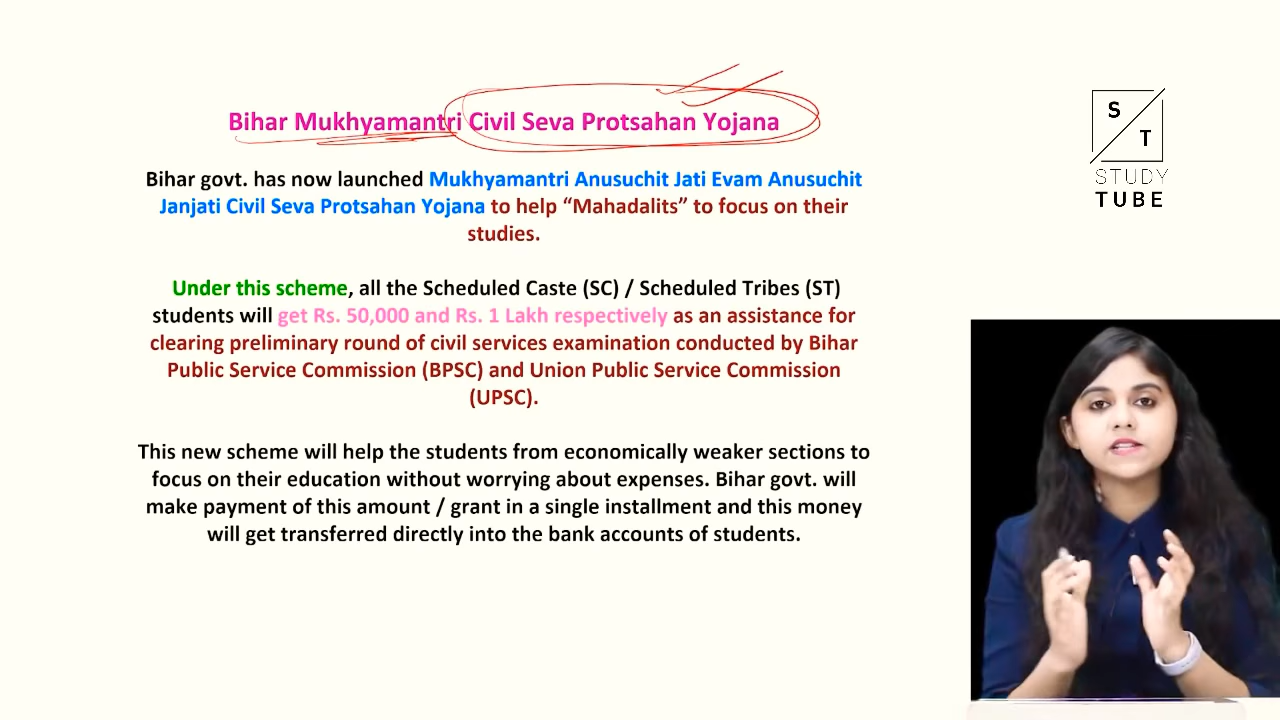 Bihar Mukhyamantri Civil Seva Protsahan Yojana
Bihar govt. has now launched Mukhyamantri Anusuchit Jati Evam Anusuchit
Janjati Civil Seva Protsahan Yojana to help “Mahadalits” to focus on their
studies.
Under this scheme, all the Scheduled Caste (SC) / Scheduled Tribes (ST)
students will get Rs. 50,000 and Rs. 1 Lakh respectively as an assistance for
clearing preliminary round of civil services examination conducted by Bihar
Public Service Commission (BPSC) and Union Public Service Commission
(UPSC).
This new scheme will help the students from economically weaker sections to
focus on their education without worrying about expenses. Bihar govt. will
make payment of this amount / grant in a single installment and this money
will get transferred directly into the bank accounts of students.
S
T
STUDY
TUBE